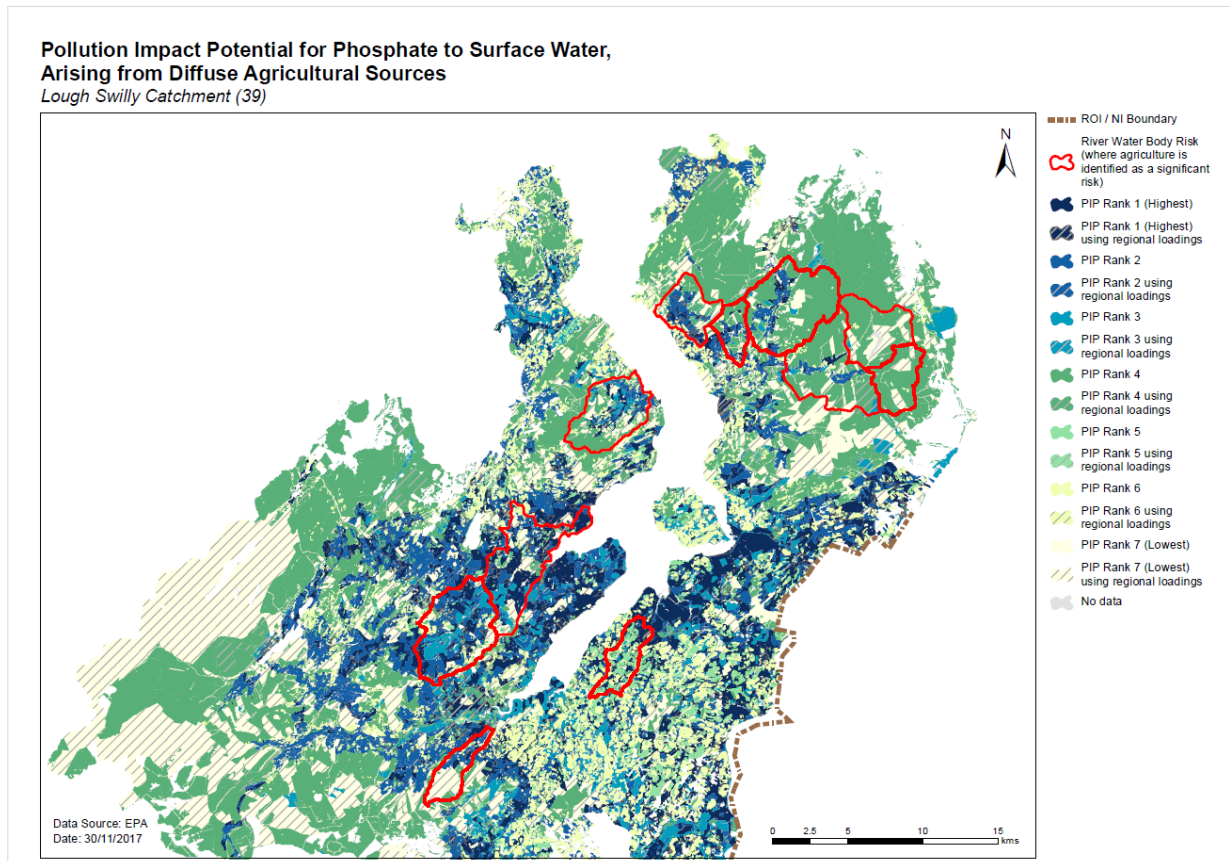 Pollution Impact Potential for Phosphate to Surface Water,
Arising from Diffuse Agricultural Sources
Lough Swilly Catchment (39)
N
ROI / NI Boundary
River Water Body Risk
(where agriculture is
identified as a significant
risk)
PIP Rank 1 (Highest)
PIP Rank 1 (Highest)
using regional loadings
PIP Rank 2
PIP Rank 2 using
regional loadings
PIP Rank 3
PIP Rank 3 using
regional loadings
PIP Rank 4
PIP Rank 4 using
regional loadings
PIP Rank 5
PIP Rank 5 using
regional loadings
PIP Rank 6
PIP Rank 6 using
regional loadings
PIP Rank 7 (Lowest)
PIP Rank 7 (Lowest)
using regional loadings
No data
Data Source: EPA
Date: 30/11/2017
0 2.5 5 10 15
kms